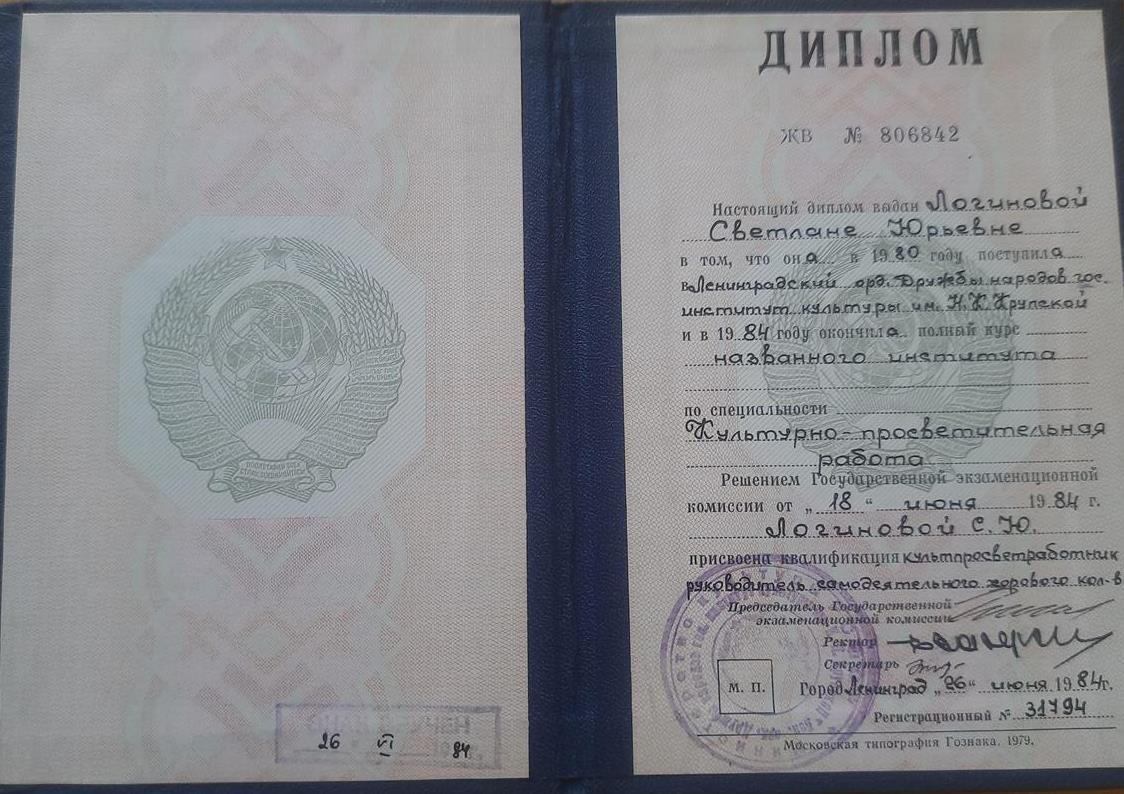 26 VI 84
ДИПЛОМ
ЖВ № 806842
Настоящий диплом выдан Логиновой
Светлане Юрьевне
в том, что она в 1980 году поступила
в Ленинградский орд. Дружбы народов гос.
институт культуры им. Н.К. Крупской
и в 1984 году окончила полный курс
названного института
по специальности
Культурно-просветительная
работа
Решением Государственной экзаменационной
комиссии от „18“ июня 1984 г.
Логиновой С.Ю.
присвоена квалификация культпросветработник
руководитель самодеятельного хорового кол-в
Председатель Государственной
экзаменационной комиссии
Ректор
Секретарь
М. П.
Город Ленинград „26“ июня 1984г.
Регистрационный № 31794
Московская типография Гознака. 1979.